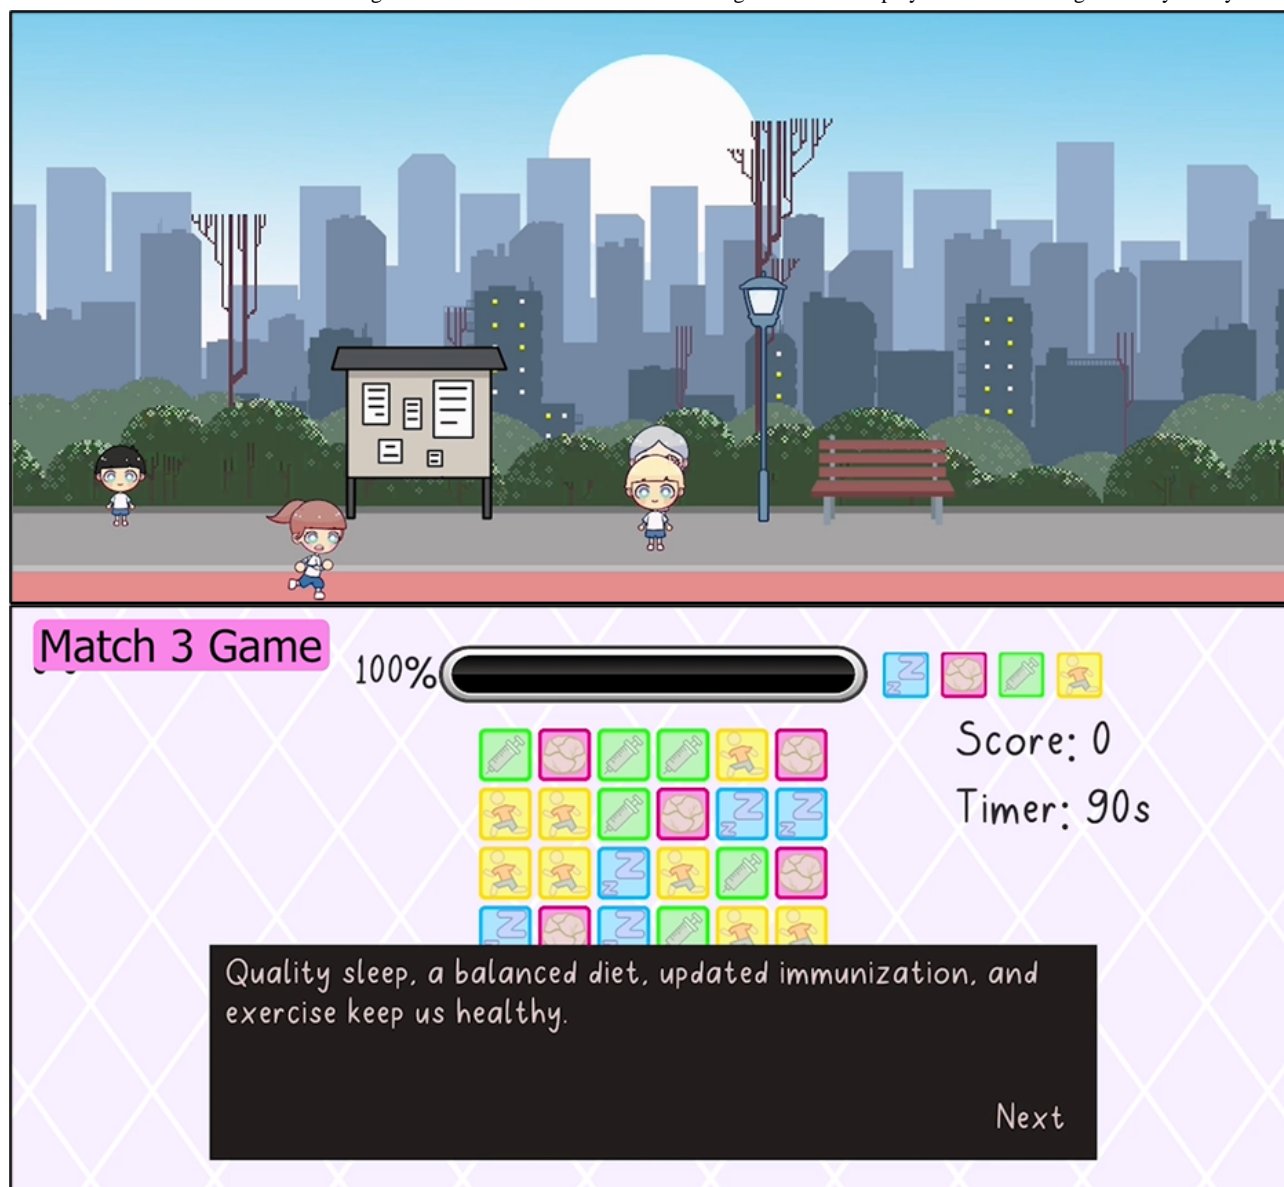 Match 3 Game
100%
Score: 0
Timer: 90s
Quality sleep, a balanced diet, updated immunization, and
exercise keep us healthy.
Next